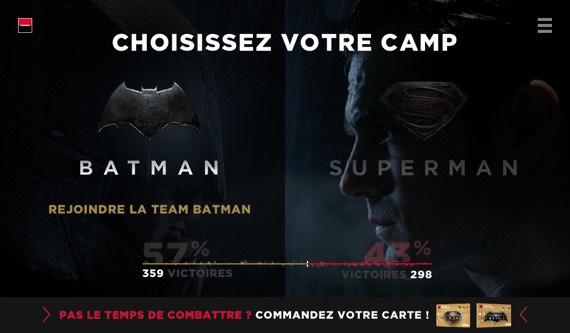 CHOISISSEZ VOTRE CAMP
BATMAN
SUPERMAN
REJOINDRE LA TEAM BATMAN
57%
43%
359 VICTOIRES
VICTOIRES 298
PAS LE TEMPS DE COMBATTRE ? COMMANDEZ VOTRE CARTE !